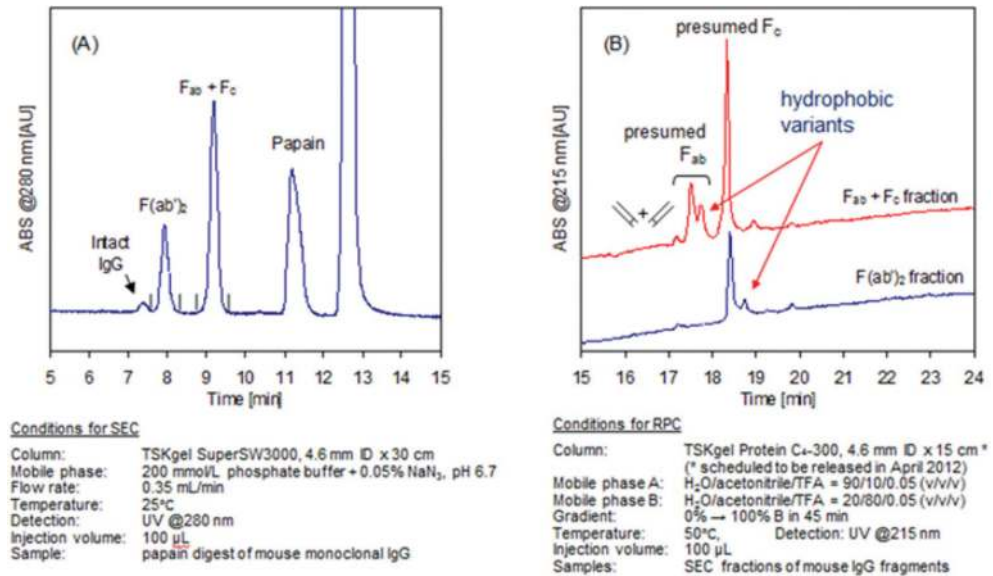 (A)
ABS @280 nm[AU]
Intact
IgG
F(ab')₂
Fab + Fc
Papain
5 6 7 8 9 10 11 12 13 14 15 15
Time [min]
Conditions for SEC
Column: TSKgel SuperSW3000, 4.6 mm ID x 30 cm
Mobile phase: 200 mmol/L phosphate buffer + 0.05% NaN₃, pH 6.7
Flow rate: 0.35 mL/min
Temperature: 25°C
Detection: UV @280 nm
Injection volume: 100 µL
Sample: papain digest of mouse monoclonal IgG
(B)
ABS @215 nm[AU]
presumed Fc
hydrophobic
variants
presumed
Fab
+
Fab + Fc fraction
F(ab')₂ fraction
15 16 17 18 19 20 21 22 23 24
Time [min]
Conditions for RPC
Column: TSKgel Protein C₄-300, 4.6 mm ID x 15 cm *
(* scheduled to be released in April 2012)
Mobile phase A: H₂O/acetonitrile/TFA = 90/10/0.05 (v/v/v)
Mobile phase B: H₂O/acetonitrile/TFA = 20/80/0.05 (v/v/v)
Gradient: 0% → 100% B in 45 min
Temperature: 50°C, Detection: UV @215 nm
Injection volume: 100 µL
Samples: SEC fractions of mouse IgG fragments